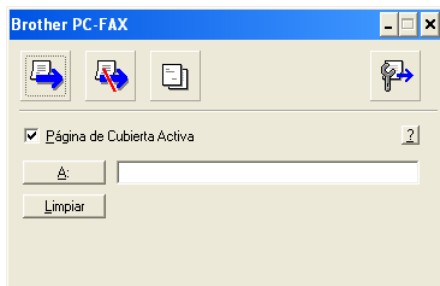 Brother PC-FAX
Página de Cubierta Activa
?
A:
Limpiar